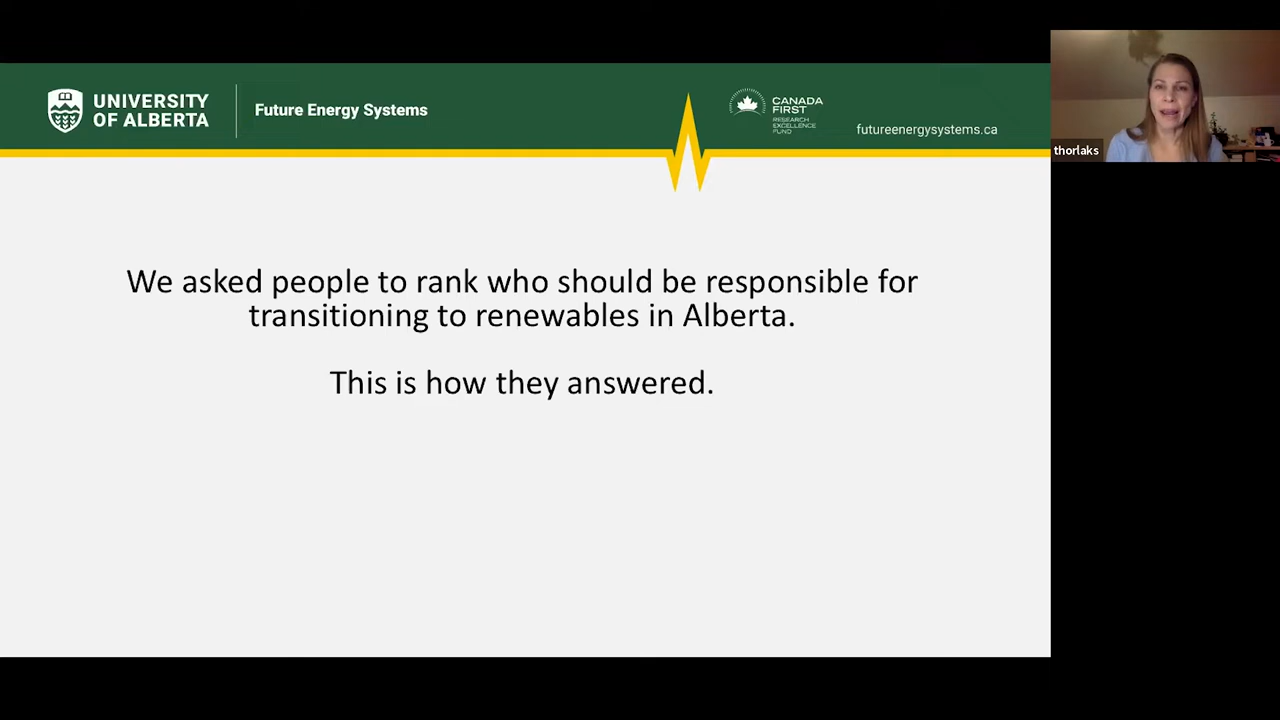 UNIVERSITY
OF ALBERTA
Future Energy Systems
CANADA
FIRST
RESEARCH
EXCELLENCE
FUND
futureenergysystems.ca
thorlaks
We asked people to rank who should be responsible for
transitioning to renewables in Alberta.
This is how they answered.